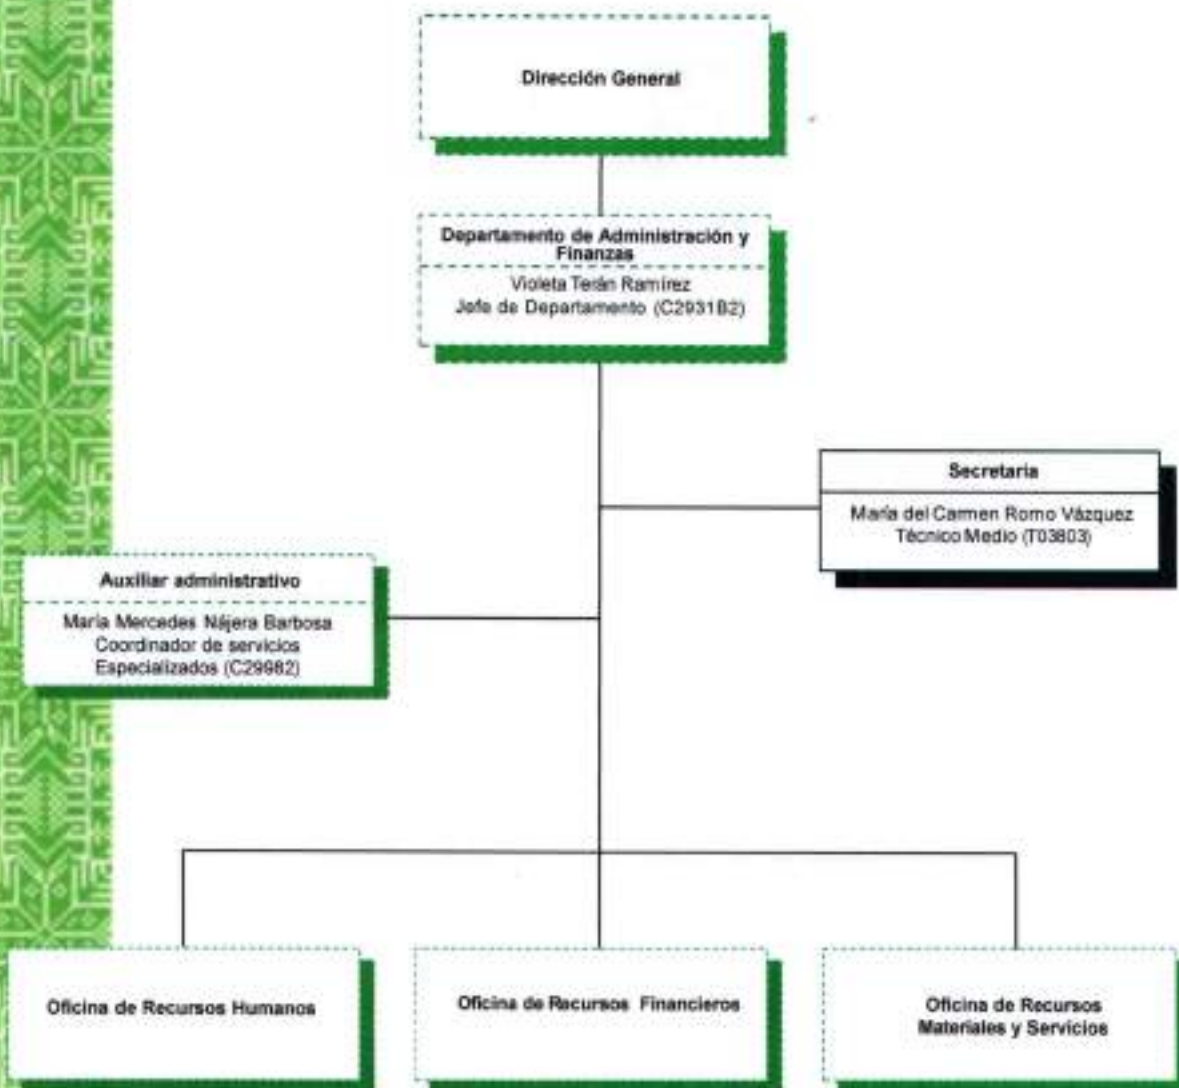 Dirección General
Departamento de Administración y
Finanzas
Violeta Terán Ramírez
Jefe de Departamento (C2931B2)
Secretaria
María del Carmen Romo Vázquez
Técnico Medio (T03803)
Auxiliar administrativo
María Mercedes Nájera Barbosa
Coordinador de servicios
Especializados (C29982)
Oficina de Recursos Humanos
Oficina de Recursos Financieros
Oficina de Recursos
Materiales y Servicios